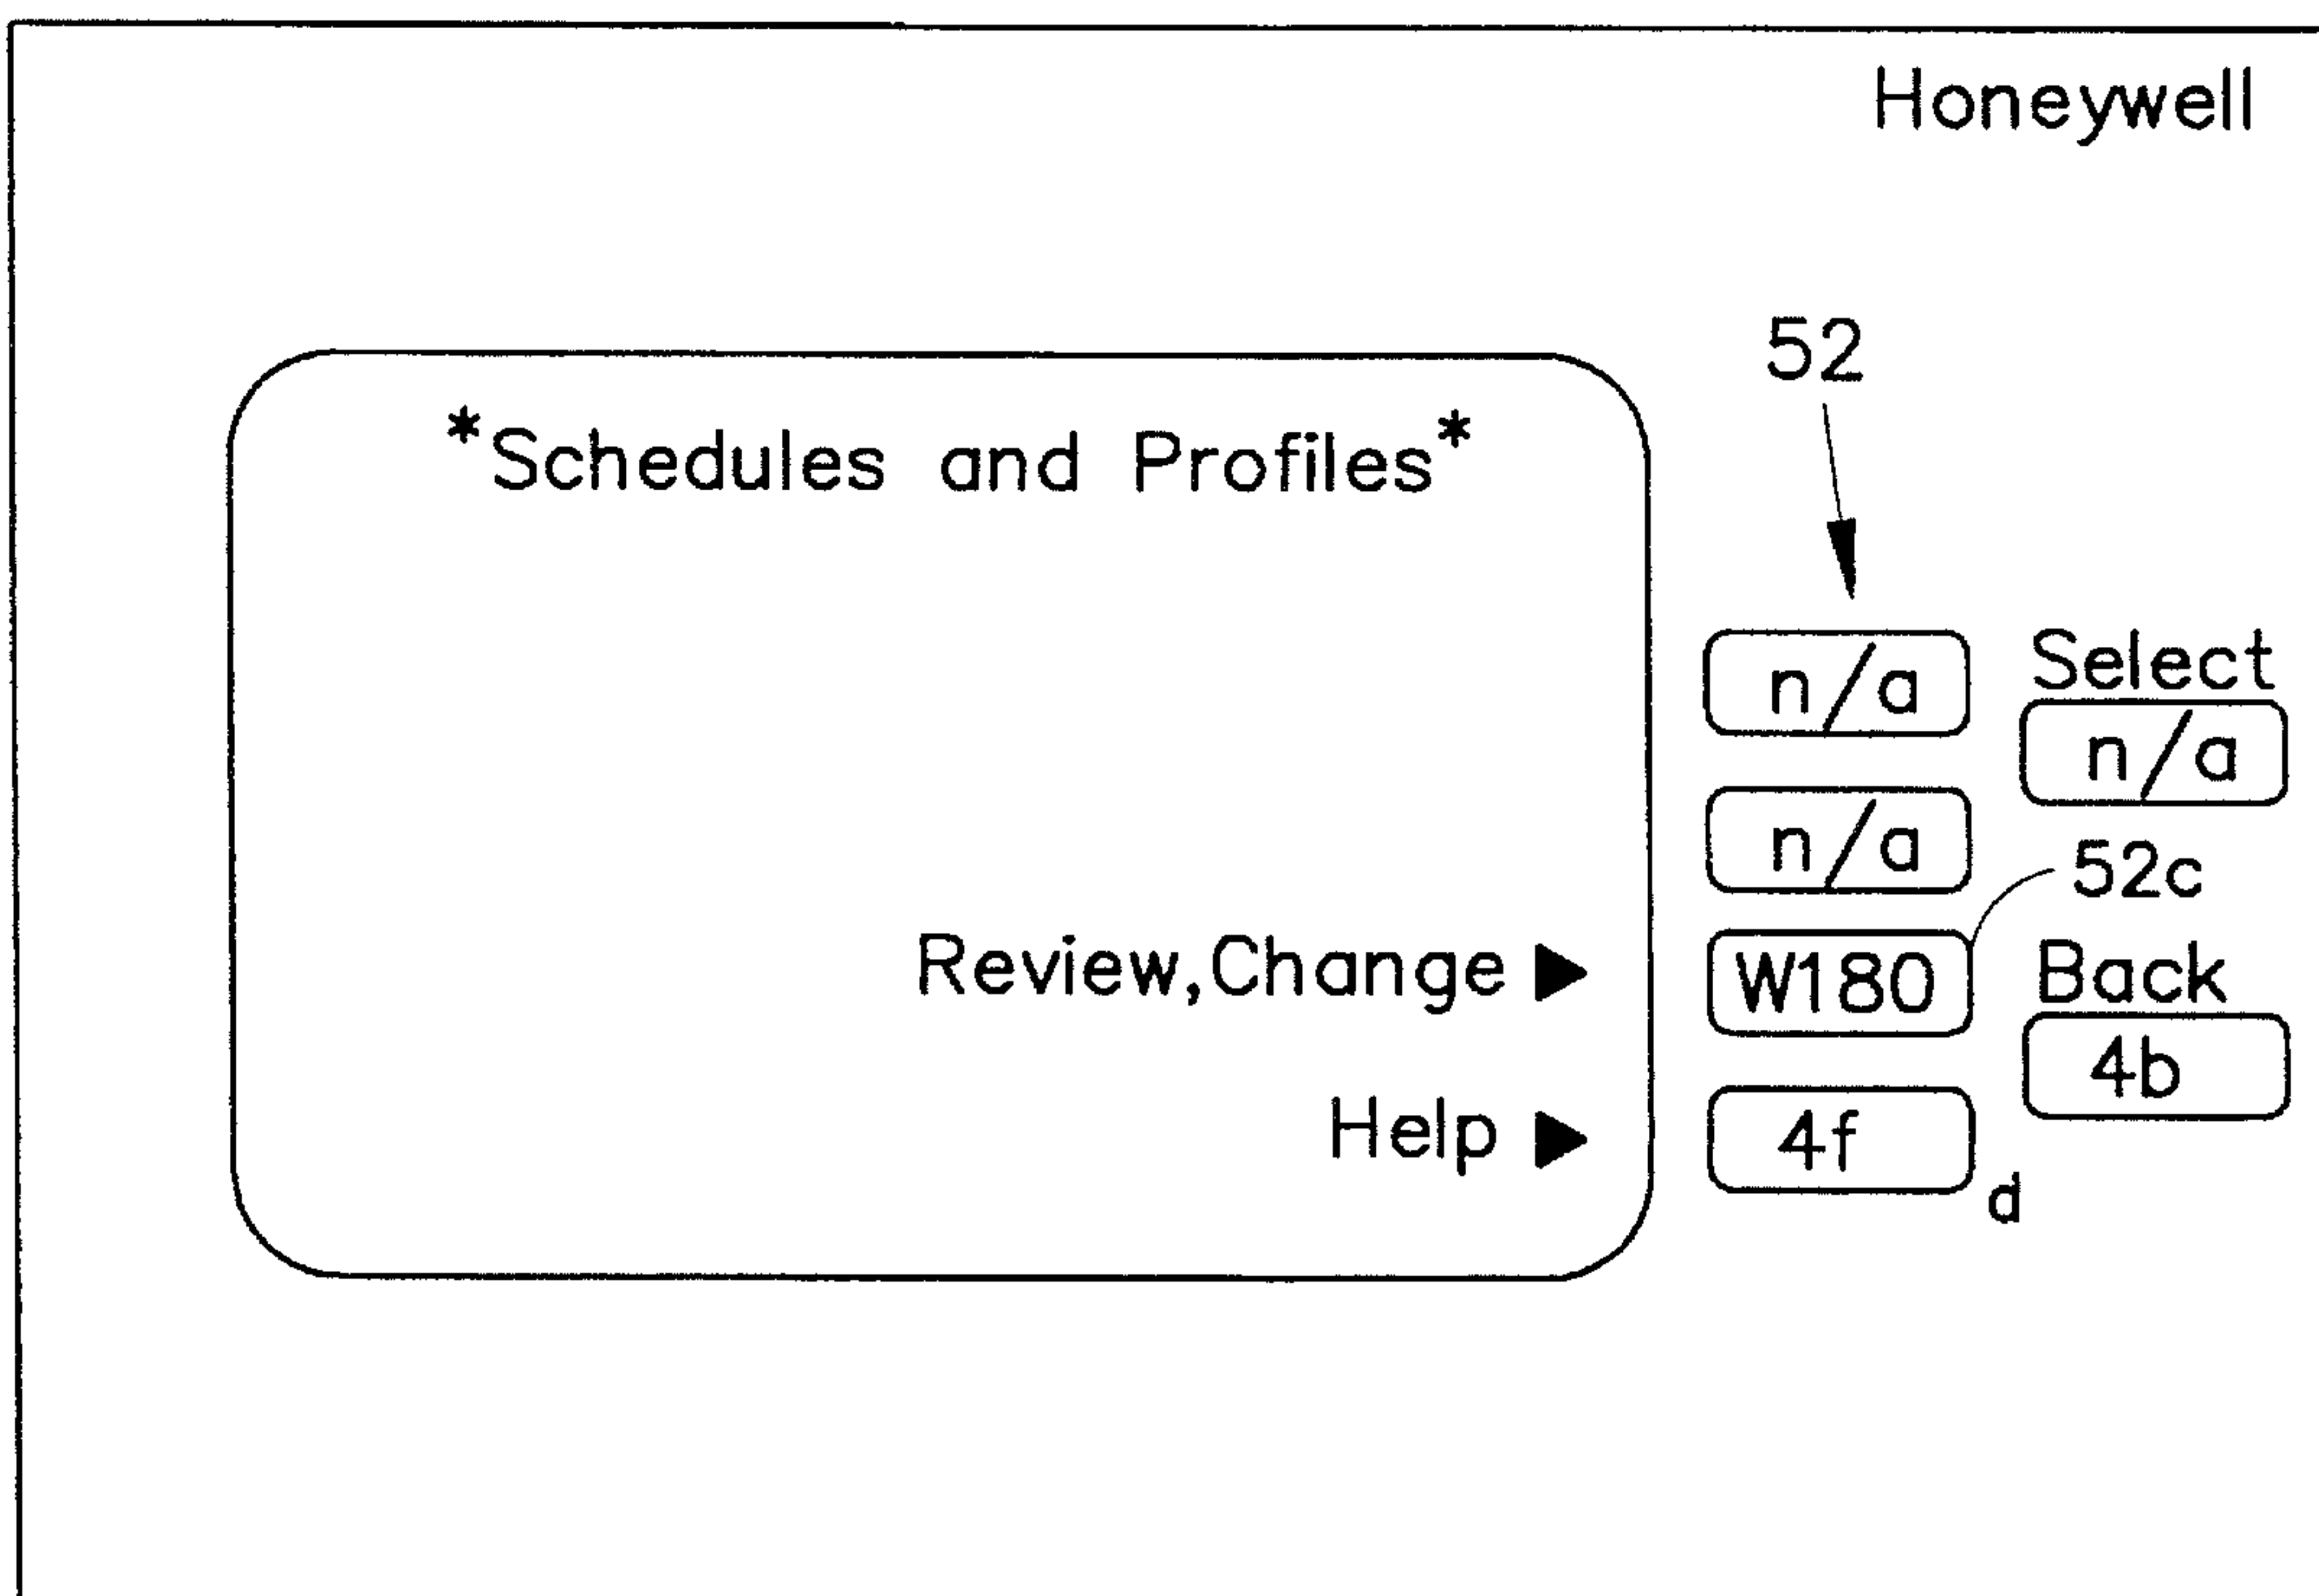 Honeywell
52
*Schedules and Profiles*
n/a
Select
n/a
n/a
52c
Review,Change ▶
W180
Back
4b
Help ▶
4f
d